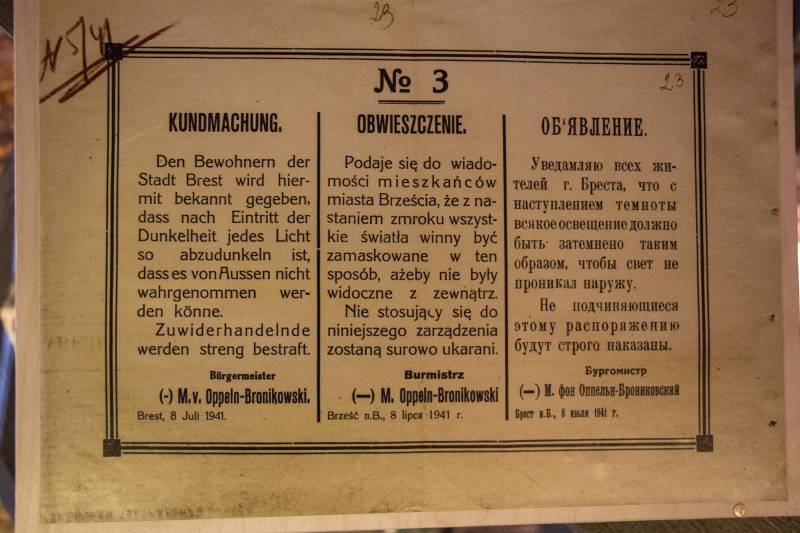 N 5/41
23
23
№ 3
23
KUNDMACHUNG.
Den Bewohnern der
Stadt Brest wird hier-
mit bekannt gegeben,
dass nach Eintritt der
Dunkelheit jedes Licht
so abzudunkeln ist,
dass es von Aussen nicht
wahrgenommen wer-
den könne.
Zuwiderhandelnde
werden streng bestraft.
Bürgermeister
(-) M. v. Oppeln-Bronikowski.
Brest, 8 Juli 1941.
OBWIESZCZENIE.
Podaje się do wiado-
mości mieszkańców
miasta Brześcia, że z na-
staniem zmroku wszyst-
kie światła winny być
zamaskowane w ten
sposób, ażeby nie były
widoczne z zewnątrz.
Nie stosujący się do
niniejszego zarządzenia
zostaną surowo ukarani.
Burmistrz
(—) M. Oppeln-Bronikowski
Brześć n.B., 8 lipca 1941 r.
ОБ‘ЯВЛЕНИЕ.
Уведамляю всех жи-
телей г. Бреста, что с
наступлением темноты
всякое освещение должно
быть затемнено таким
образом, чтобы свет не
проникал наружу.
Не подчиняющиеся
этому распоряжению
будут строго наказаны.
Бургомистр
(—) М. фон Оппельн-Брониковский
Брест н.Б., 8 июля 1941 г.